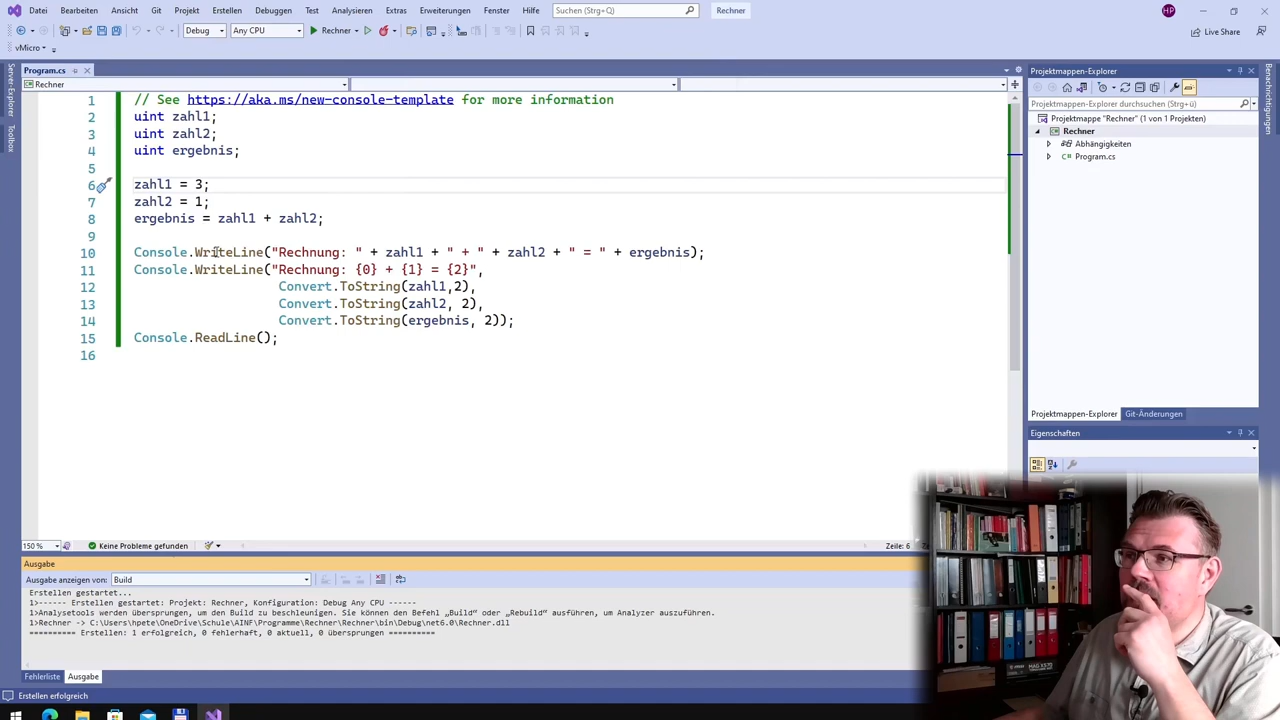 Datei Bearbeiten Ansicht Git Projekt Erstellen Debuggen Test Analysieren Extras Erweiterungen Fenster Hilfe Suchen (Strg+Q) Rechner HP
Debug Any CPU Rechner Live Share
vMicro
Server-Explorer
Toolbox
Program.cs
Rechner
1 // See https://aka.ms/new-console-template for more information
2 uint zahl1;
3 uint zahl2;
4 uint ergebnis;
5
6 zahl1 = 3;
7 zahl2 = 1;
8 ergebnis = zahl1 + zahl2;
9
10 Console.WriteLine("Rechnung: " + zahl1 + " + " + zahl2 + " = " + ergebnis);
11 Console.WriteLine("Rechnung: {0} + {1} = {2}",
12 Convert.ToString(zahl1,2),
13 Convert.ToString(zahl2, 2),
14 Convert.ToString(ergebnis, 2));
15 Console.ReadLine();
16
150 % Keine Probleme gefunden Zeile: 6
Ausgabe
Ausgabe anzeigen von: Build
Erstellen gestartet...
1>------ Erstellen gestartet: Projekt: Rechner, Konfiguration: Debug Any CPU ------
1>Analysetools werden übersprungen, um den Build zu beschleunigen. Sie können den Befehl „Build" oder „Rebuild" ausführen, um Analyzer auszuführen.
1>Rechner -> C:\Users\hpete\OneDrive\Schule\AINF\Programme\Rechner\Rechner\bin\Debug\net6.0\Rechner.dll
========== Erstellen: 1 erfolgreich, 0 fehlerhaft, 0 aktuell, 0 übersprungen ==========
Fehlerliste Ausgabe
Erstellen erfolgreich
Projektmappen-Explorer
Projektmappen-Explorer durchsuchen (Strg+ü)
Projektmappe "Rechner" (1 von 1 Projekten)
Rechner
Abhängigkeiten
Program.cs
Projektmappen-Explorer Git-Änderungen
Eigenschaften
Benachrichtigungen
MAG X570